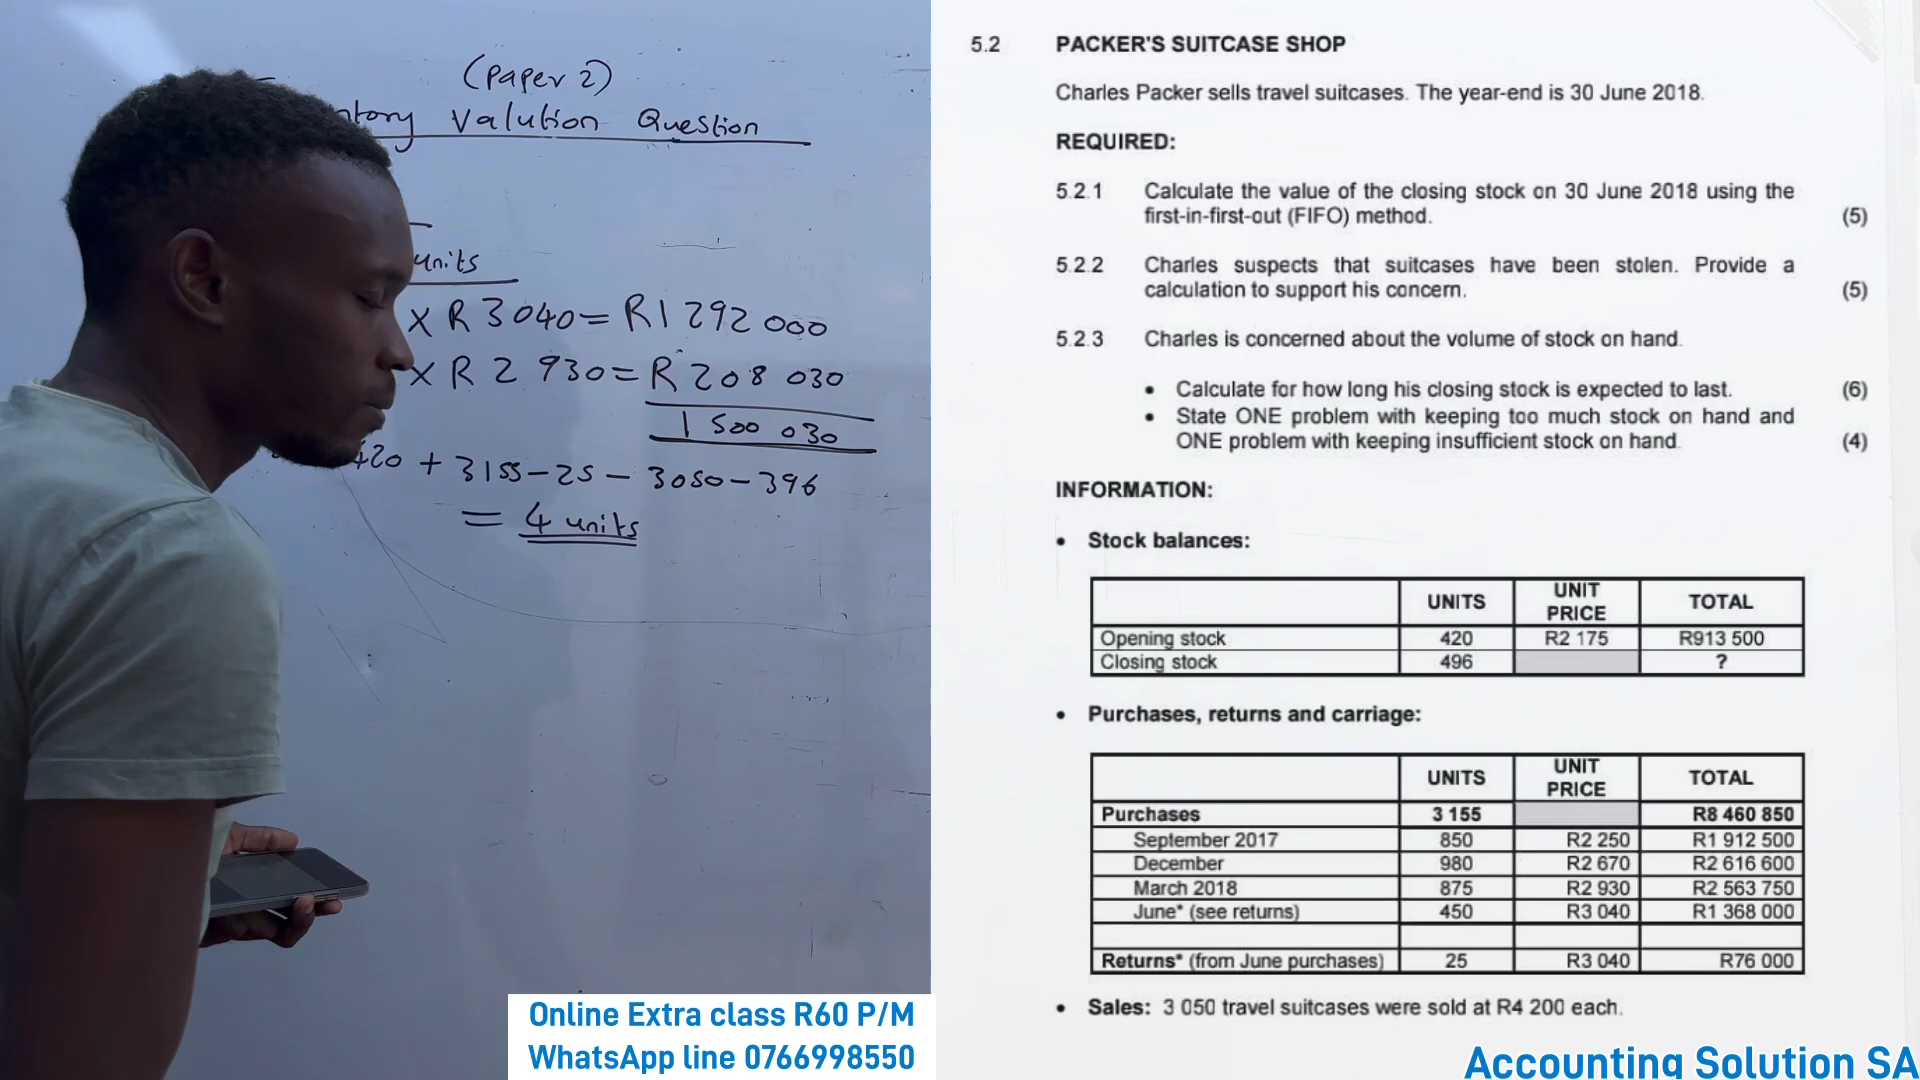 (Paper 2)
ntory Valution Question
units
X R 3040 = R1 292 000
X R 2 930 = R 208 030
1 500 030
420 + 3155 - 25 - 3050 - 396
= 4 units
5.2 PACKER'S SUITCASE SHOP
Charles Packer sells travel suitcases. The year-end is 30 June 2018.
REQUIRED:
5.2.1 Calculate the value of the closing stock on 30 June 2018 using the
first-in-first-out (FIFO) method. (5)
5.2.2 Charles suspects that suitcases have been stolen. Provide a
calculation to support his concern. (5)
5.2.3 Charles is concerned about the volume of stock on hand.
• Calculate for how long his closing stock is expected to last. (6)
• State ONE problem with keeping too much stock on hand and
ONE problem with keeping insufficient stock on hand. (4)
INFORMATION:
• Stock balances:
UNITS UNIT PRICE TOTAL
Opening stock 420 R2 175 R913 500
Closing stock 496 ?
• Purchases, returns and carriage:
UNITS UNIT PRICE TOTAL
Purchases 3 155 R8 460 850
September 2017 850 R2 250 R1 912 500
December 980 R2 670 R2 616 600
March 2018 875 R2 930 R2 563 750
June* (see returns) 450 R3 040 R1 368 000
Returns* (from June purchases) 25 R3 040 R76 000
• Sales: 3 050 travel suitcases were sold at R4 200 each.
Online Extra class R60 P/M
WhatsApp line 0766998550
Accounting Solution SA